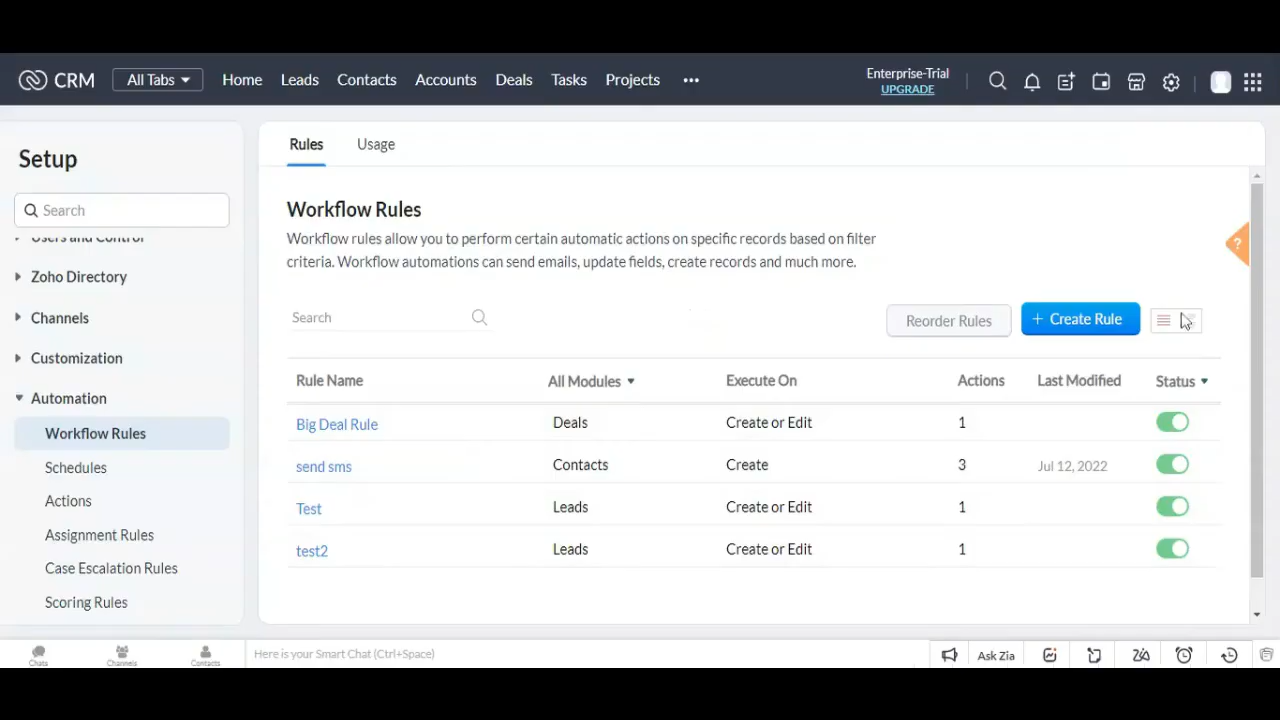 CRM
All Tabs
Home
Leads
Contacts
Accounts
Deals
Tasks
Projects
•••
Enterprise-Trial
UPGRADE
Setup
Search
Users and Control
Zoho Directory
Channels
Customization
Automation
Workflow Rules
Schedules
Actions
Assignment Rules
Case Escalation Rules
Scoring Rules
Rules
Usage
Workflow Rules
Workflow rules allow you to perform certain automatic actions on specific records based on filter
criteria. Workflow automations can send emails, update fields, create records and much more.
?
Search
Reorder Rules
+ Create Rule
Rule Name All Modules Execute On Actions Last Modified Status
Big Deal Rule Deals Create or Edit 1
send sms Contacts Create 3 Jul 12, 2022
Test Leads Create or Edit 1
test2 Leads Create or Edit 1
Chats
Channels
Contacts
Here is your Smart Chat (Ctrl+Space)
Ask Zia